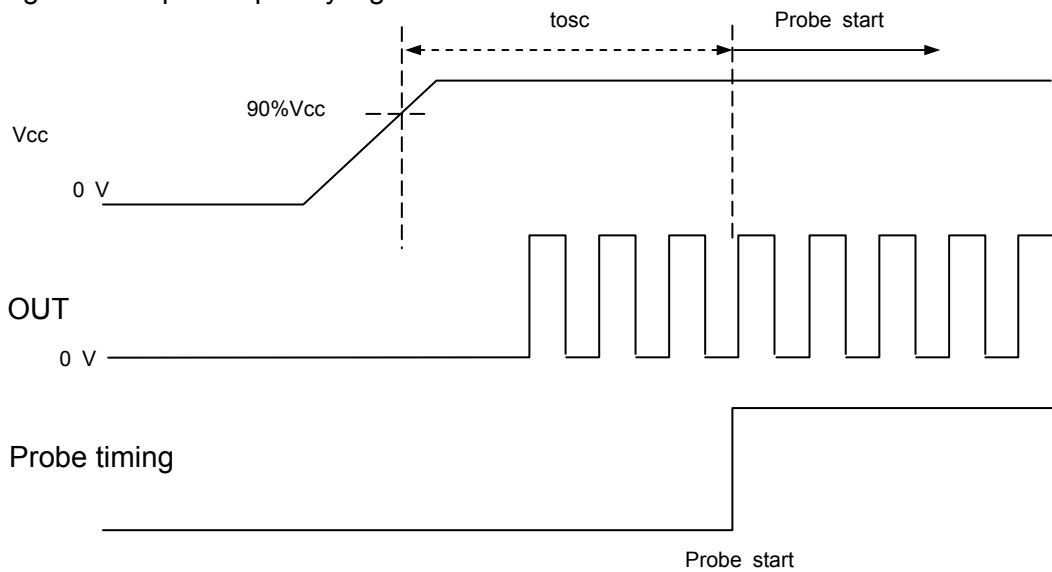 tosc
Probe start
90%Vcc
Vcc
0 V
OUT
0 V
Probe timing
Probe start